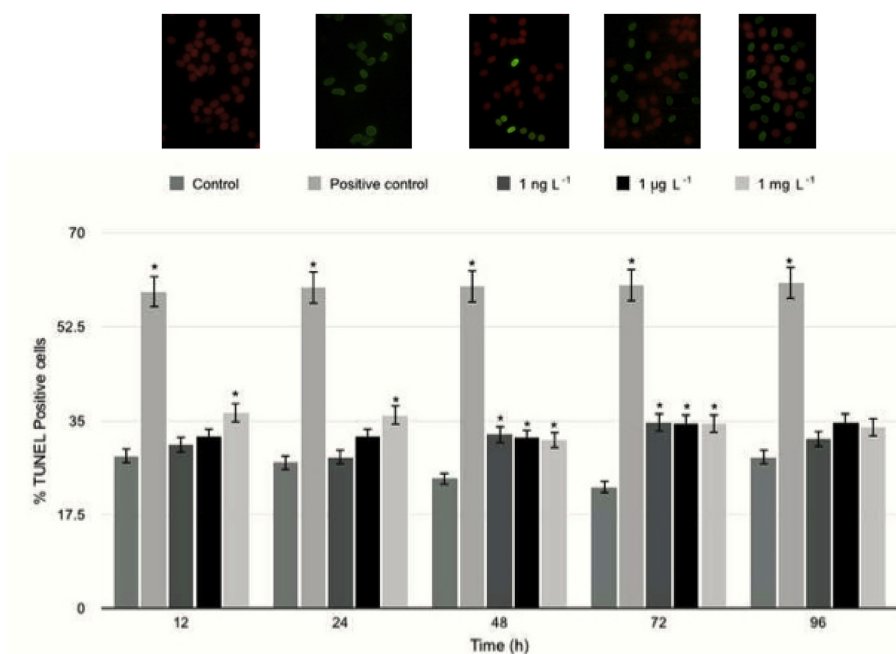 Control Positive control 1 ng L⁻¹ 1 µg L⁻¹ 1 mg L⁻¹
% TUNEL Positive cells
70
52.5
35
17.5
0
* * * * *
* * * * * * * *
12 24 48 72 96
Time (h)